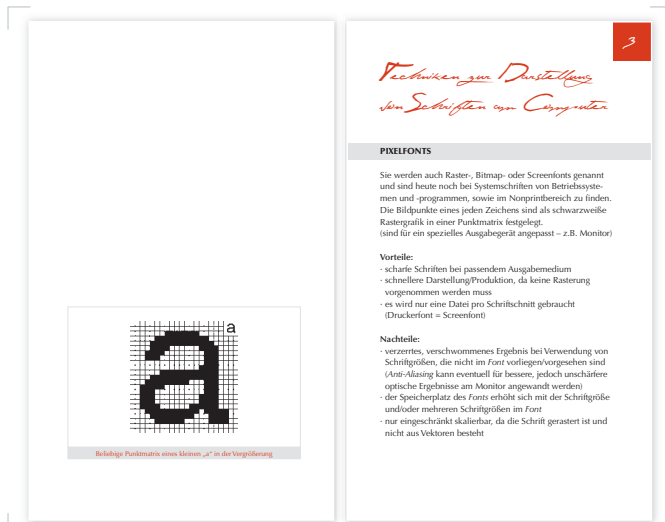 a
Beliebige Punktmatrix eines kleinen „a“ in der Vergrößerung
3
Techniken zur Darstellung
von Schriften am Computer
PIXELFONTS
Sie werden auch Raster-, Bitmap- oder Screenfonts genannt
und sind heute noch bei Systemschriften von Betriebssyste-
men und -programmen, sowie im Nonprintbereich zu finden.
Die Bildpunkte eines jeden Zeichens sind als schwarzweiße
Rastergrafik in einer Punktmatrix festgelegt.
(sind für ein spezielles Ausgabegerät angepasst – z.B. Monitor)
Vorteile:
· scharfe Schriften bei passendem Ausgabemedium
· schnellere Darstellung/Produktion, da keine Rasterung
vorgenommen werden muss
· es wird nur eine Datei pro Schriftschnitt gebraucht
(Druckerfont = Screenfont)
Nachteile:
· verzerrtes, verschwommenes Ergebnis bei Verwendung von
Schriftgrößen, die nicht im Font vorliegen/vorgesehen sind
(Anti-Aliasing kann eventuell für bessere, jedoch unschärfere
optische Ergebnisse am Monitor angewandt werden)
· der Speicherplatz des Fonts erhöht sich mit der Schriftgröße
und/oder mehreren Schriftgrößen im Font
· nur eingeschränkt skalierbar, da die Schrift gerastert ist und
nicht aus Vektoren besteht